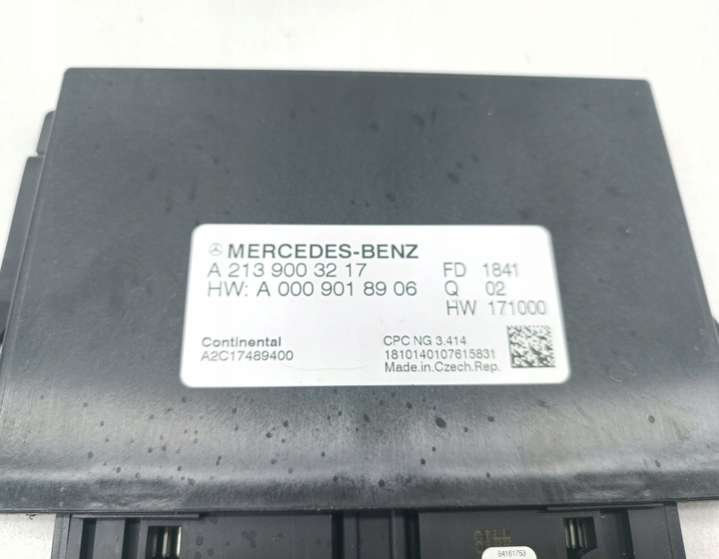 MERCEDES-BENZ
A 213 900 32 17 FD 1841
HW: A 000 901 89 06 Q 02
HW 171000
Continental CPC NG 3.414
A2C17489400 1810140107615831
Made.in.Czech.Rep.
94161753